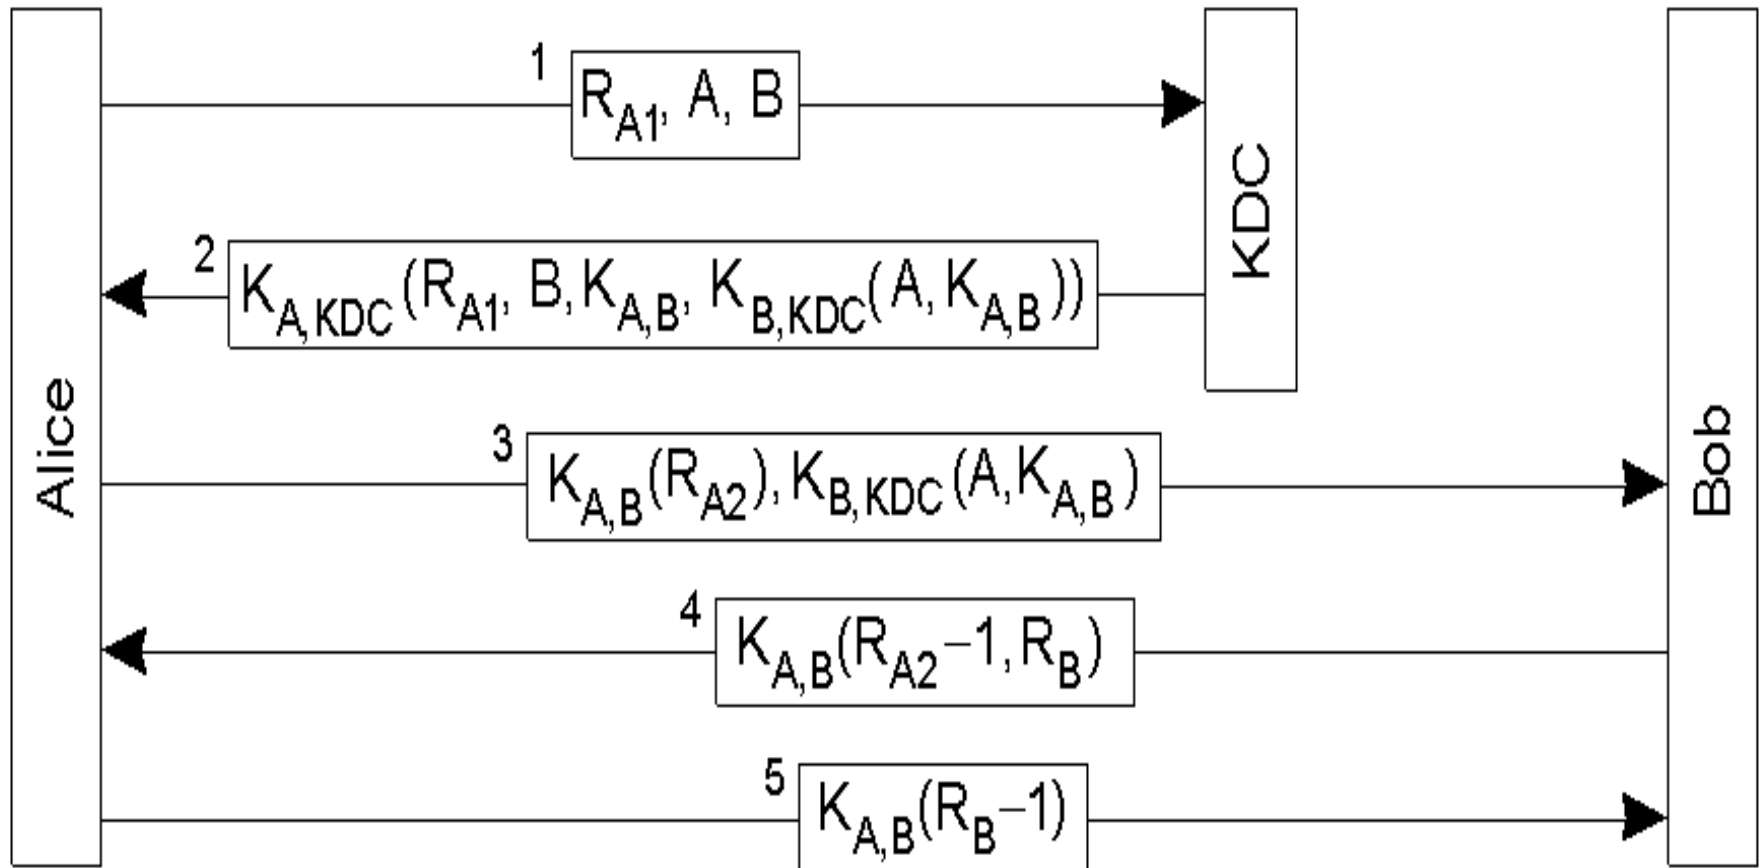 1
R_A1, A, B
KDC
2
K_A,KDC(R_A1, B, K_A,B, K_B,KDC(A, K_A,B))
Alice
3
K_A,B(R_A2), K_B,KDC(A, K_A,B)
Bob
4
K_A,B(R_A2−1, R_B)
5
K_A,B(R_B−1)